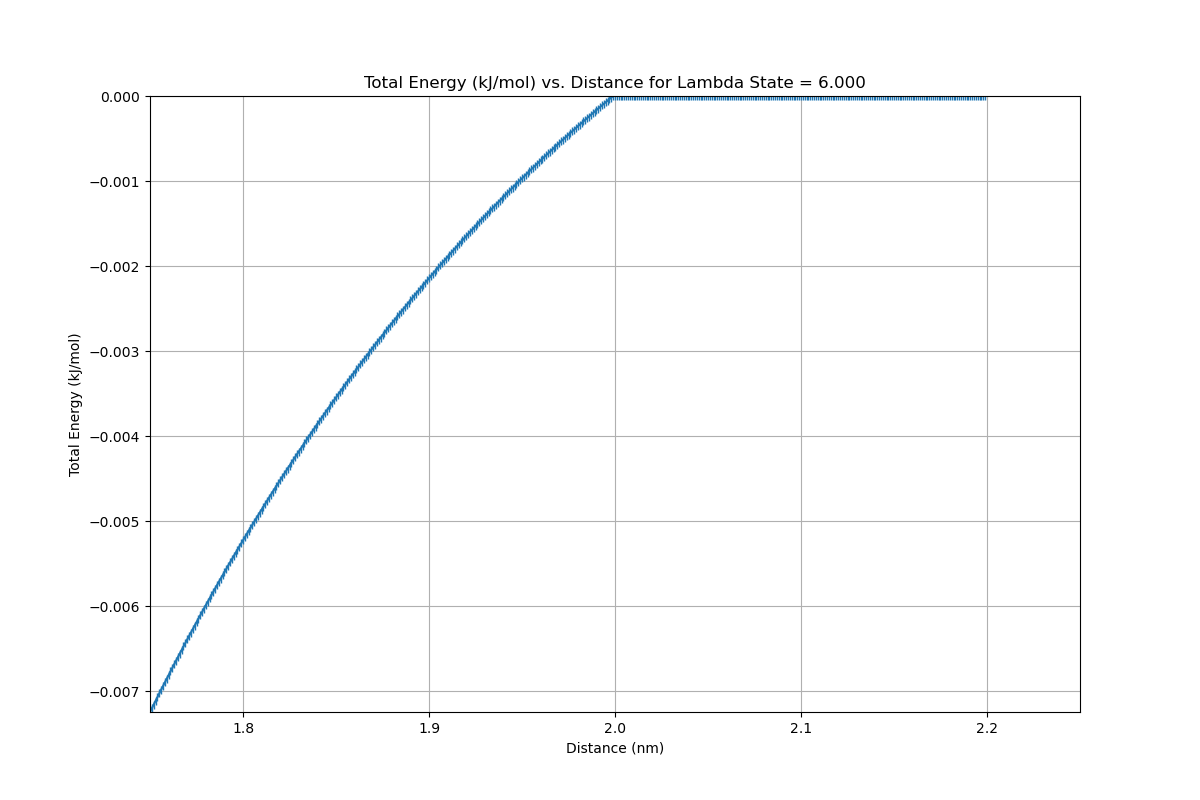 Total Energy (kJ/mol) vs. Distance for Lambda State = 6.000
0.000
−0.001
−0.002
−0.003
−0.004
−0.005
−0.006
−0.007
Total Energy (kJ/mol)
1.8 1.9 2.0 2.1 2.2
Distance (nm)